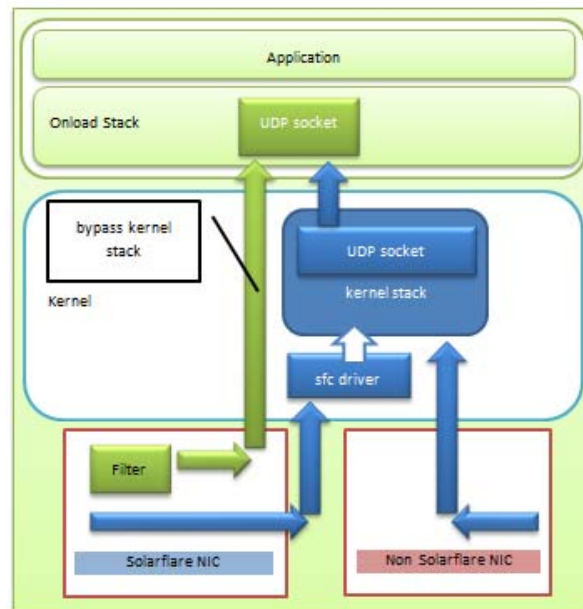 Application
Onload Stack
UDP socket
bypass kernel
stack
UDP socket
kernel stack
Kernel
sfc driver
Filter
Solarflare NIC
Non Solarflare NIC